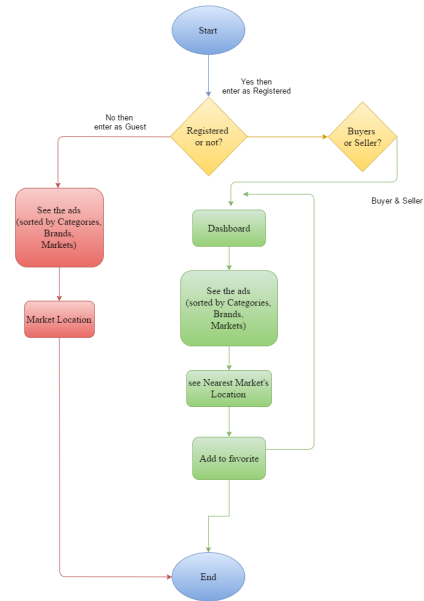 Start
Yes then
enter as Registered
No then
enter as Guest
Registered
or not?
Buyers
or Seller?
Buyer & Seller
See the ads
(sorted by Categories,
Brands,
Markets)
Dashboard
See the ads
(sorted by Categories,
Brands,
Markets)
Market Location
see Nearest Market's
Location
Add to favorite
End